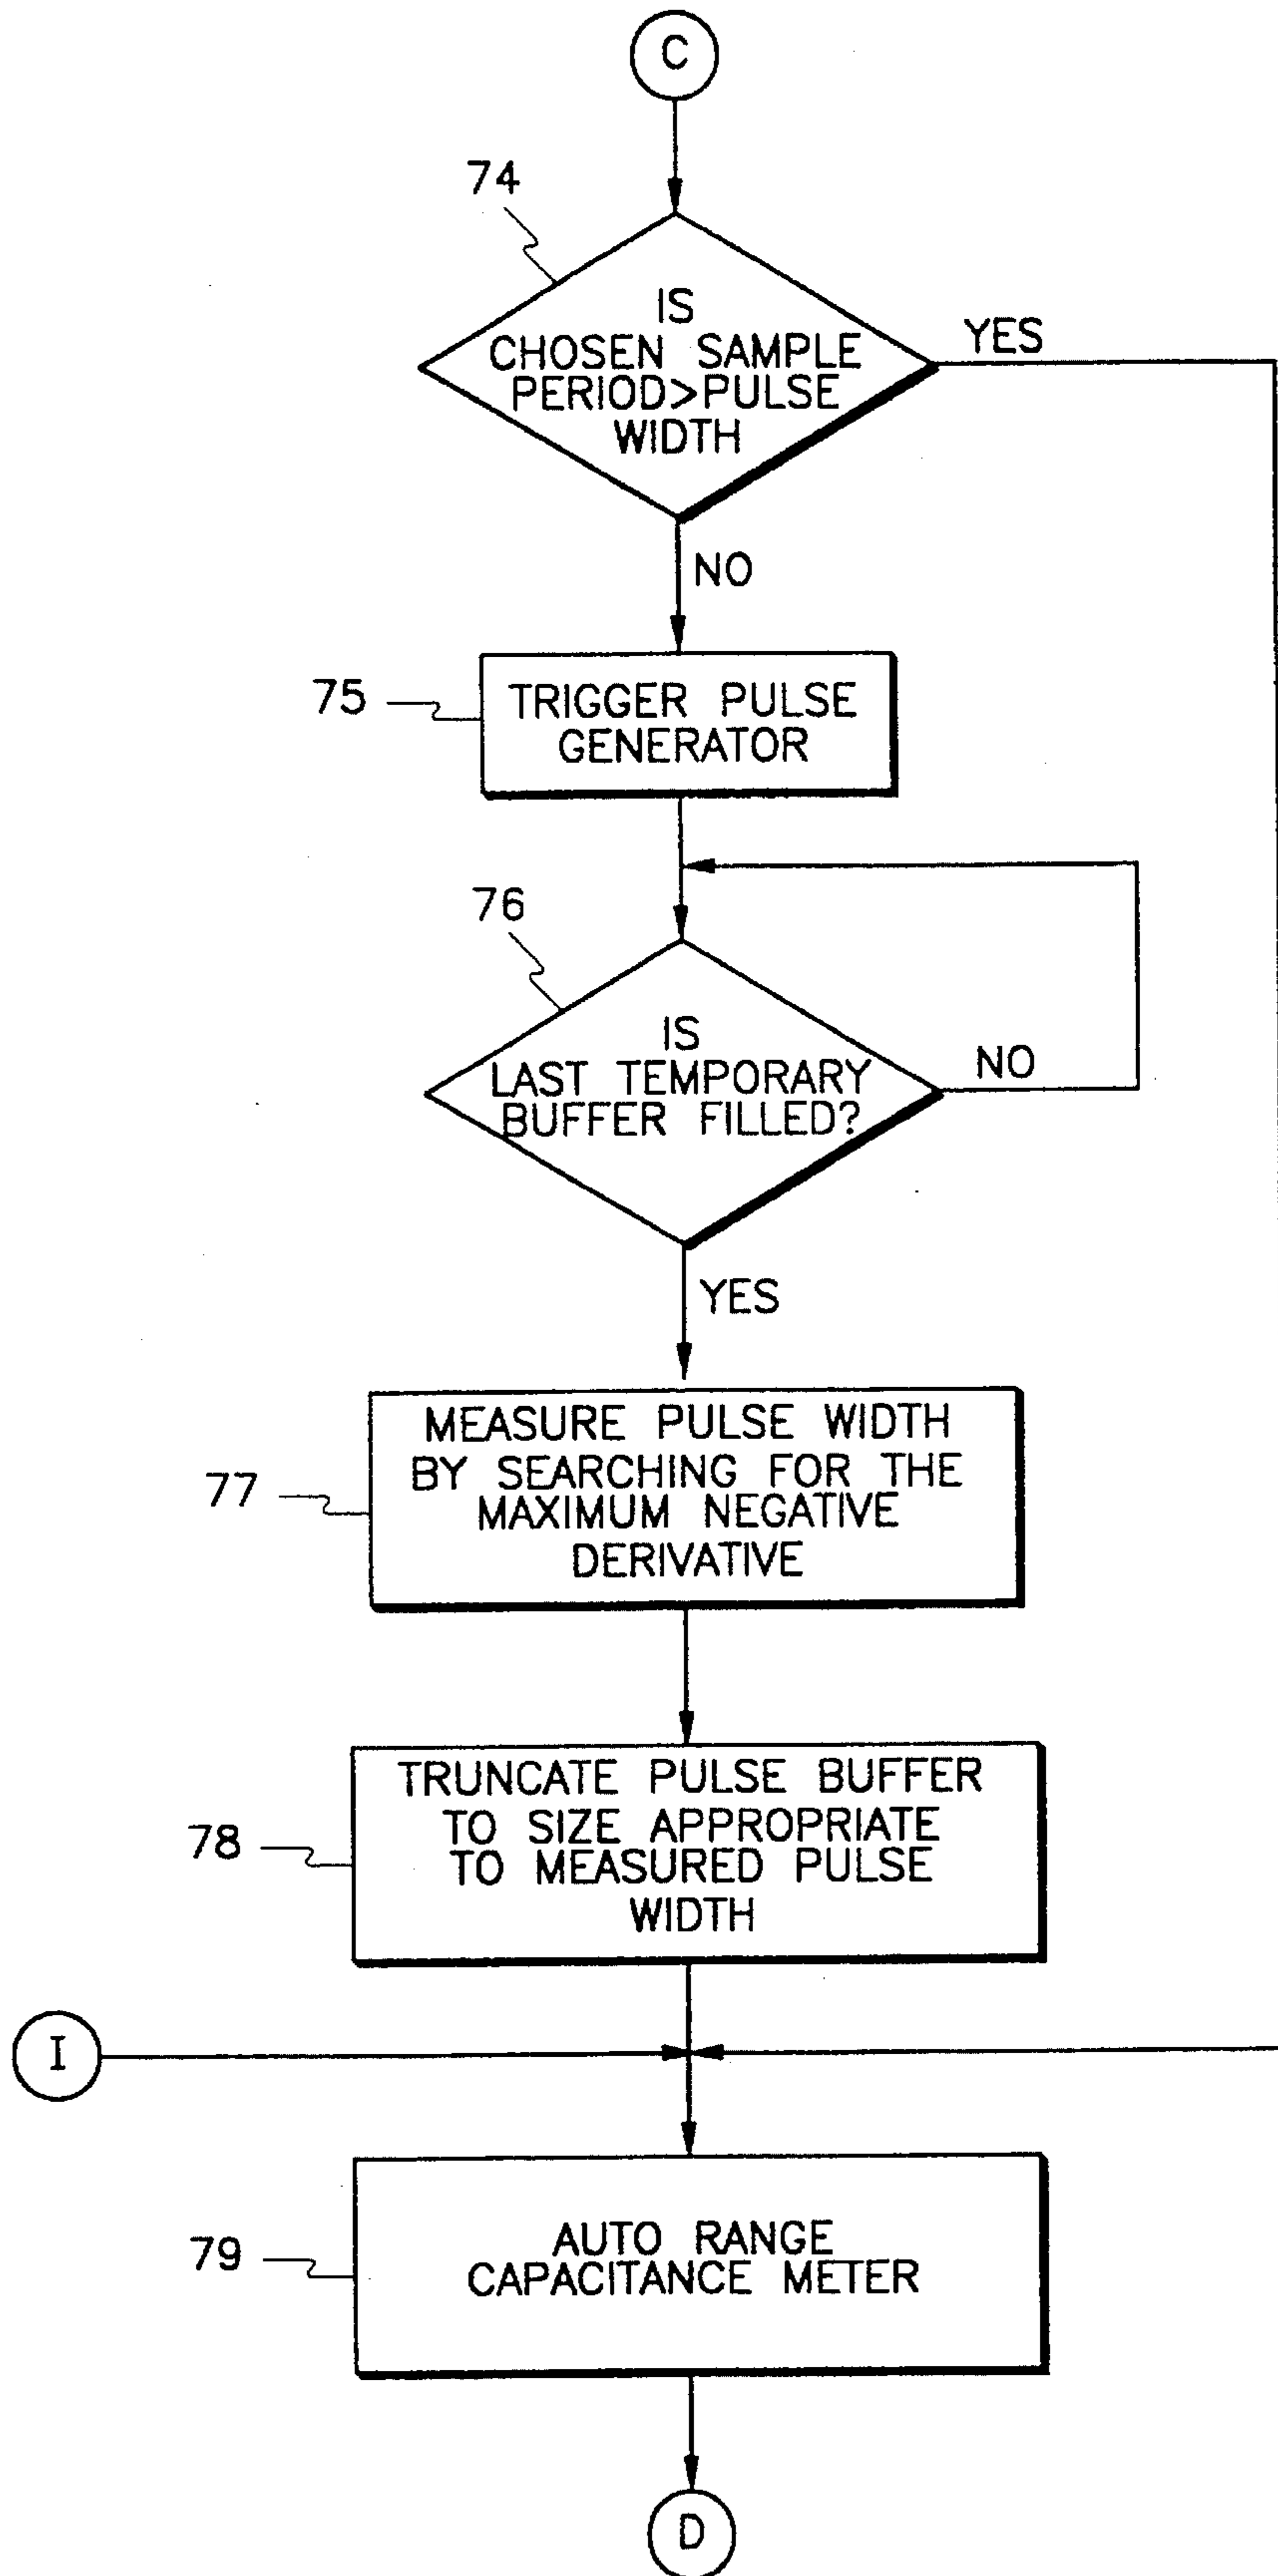 C
74
IS
CHOSEN SAMPLE
PERIOD>PULSE
WIDTH
YES
NO
75
TRIGGER PULSE
GENERATOR
76
IS
LAST TEMPORARY
BUFFER FILLED?
NO
YES
77
MEASURE PULSE WIDTH
BY SEARCHING FOR THE
MAXIMUM NEGATIVE
DERIVATIVE
78
TRUNCATE PULSE BUFFER
TO SIZE APPROPRIATE
TO MEASURED PULSE
WIDTH
I
79
AUTO RANGE
CAPACITANCE METER
D